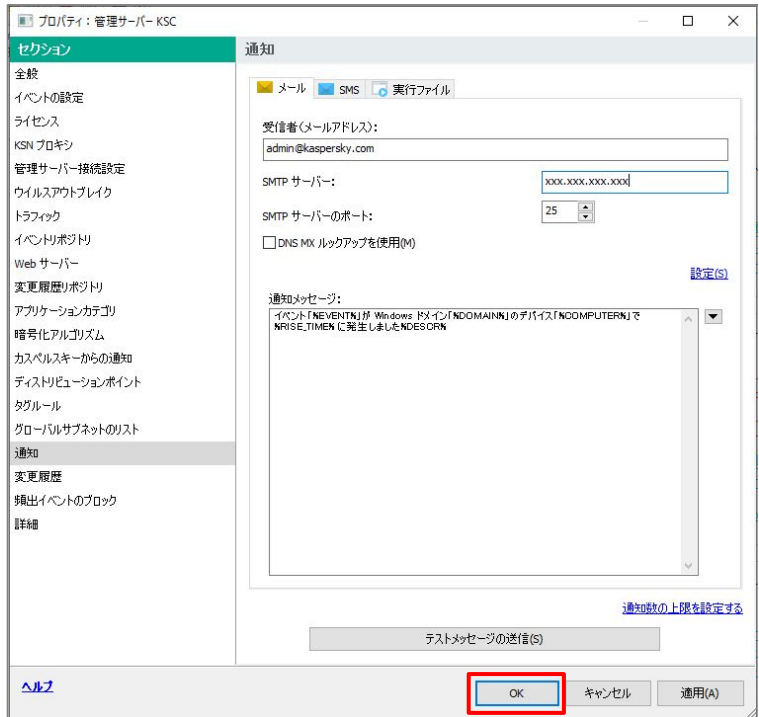 プロパティ：管理サーバー KSC
セクション
全般
イベントの設定
ライセンス
KSN プロキシ
管理サーバー接続設定
ウイルスアウトブレイク
トラフィック
イベントリポジトリ
Web サーバー
変更履歴リポジトリ
アプリケーションカテゴリ
暗号化アルゴリズム
カスペルスキーからの通知
ディストリビューションポイント
タグルール
グローバルサブネットのリスト
通知
変更履歴
頻出イベントのブロック
詳細
通知
メール SMS 実行ファイル
受信者(メールアドレス):
admin@kaspersky.com
SMTP サーバー: xxx.xxx.xxx.xxx
SMTP サーバーのポート: 25
DNS MX ルックアップを使用(M)
設定(S)
通知メッセージ:
イベント「%EVENT%」が Windows ドメイン「%DOMAIN%」のデバイス「%COMPUTER%」で
%RISE_TIME% に発生しました%DESCR%
通知数の上限を設定する
テストメッセージの送信(S)
ヘルプ
OK キャンセル 適用(A)